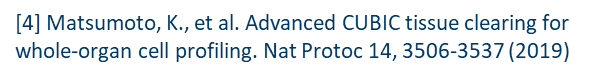 [4] Matsumoto, K., et al. Advanced CUBIC tissue clearing for
whole-organ cell profiling. Nat Protoc 14, 3506-3537 (2019)